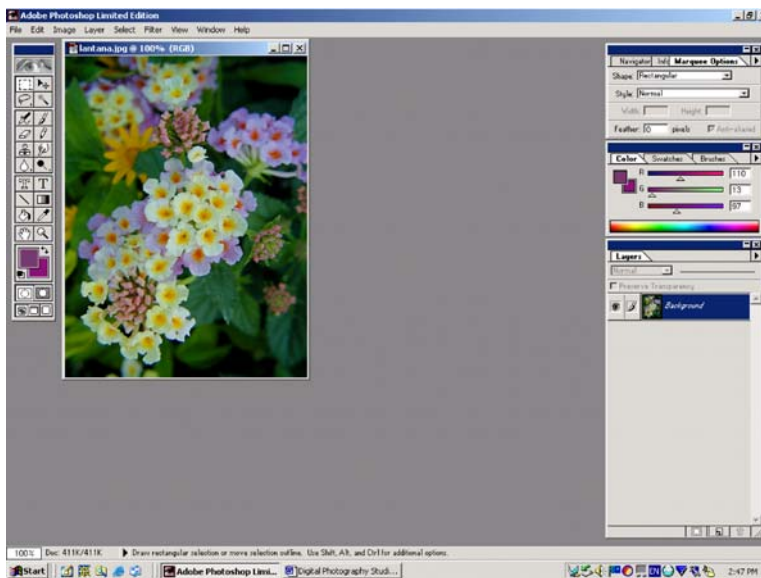 Adobe Photoshop Limited Edition
File Edit Image Layer Select Filter View Window Help
lantana.jpg @ 100% (RGB)
Navigator Info Marquee Options
Shape: Rectangular
Style: Normal
Width: Height:
Feather: 0 pixels Anti-aliased
Color Swatches Brushes
R 110
G 13
B 97
Layers
Normal
Preserve Transparency
Background
100% Doc: 411K/411K Draw rectangular selection or move selection outline. Use Shift, Alt, and Ctrl for additional options.
Start Adobe Photoshop Limi... Digital Photography Studi... EN 2:47 PM